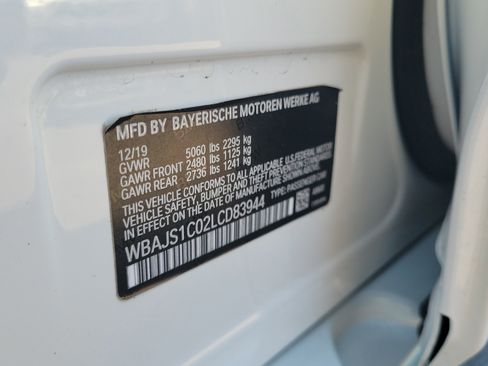 MFD BY BAYERISCHE MOTOREN WERKE AG
12/19
GVWR 5060 lbs 2295 kg
GAWR FRONT 2480 lbs 1125 kg
GAWR REAR 2736 lbs 1241 kg
THIS VEHICLE CONFORMS TO ALL APPLICABLE U.S. FEDERAL MOTOR
VEHICLE SAFETY, BUMPER, AND THEFT PREVENTION STANDARDS
IN EFFECT ON THE DATE OF MANUFACTURE SHOWN ABOVE.
WBAJS1C02LCD83944 TYPE: PASSENGER CAR